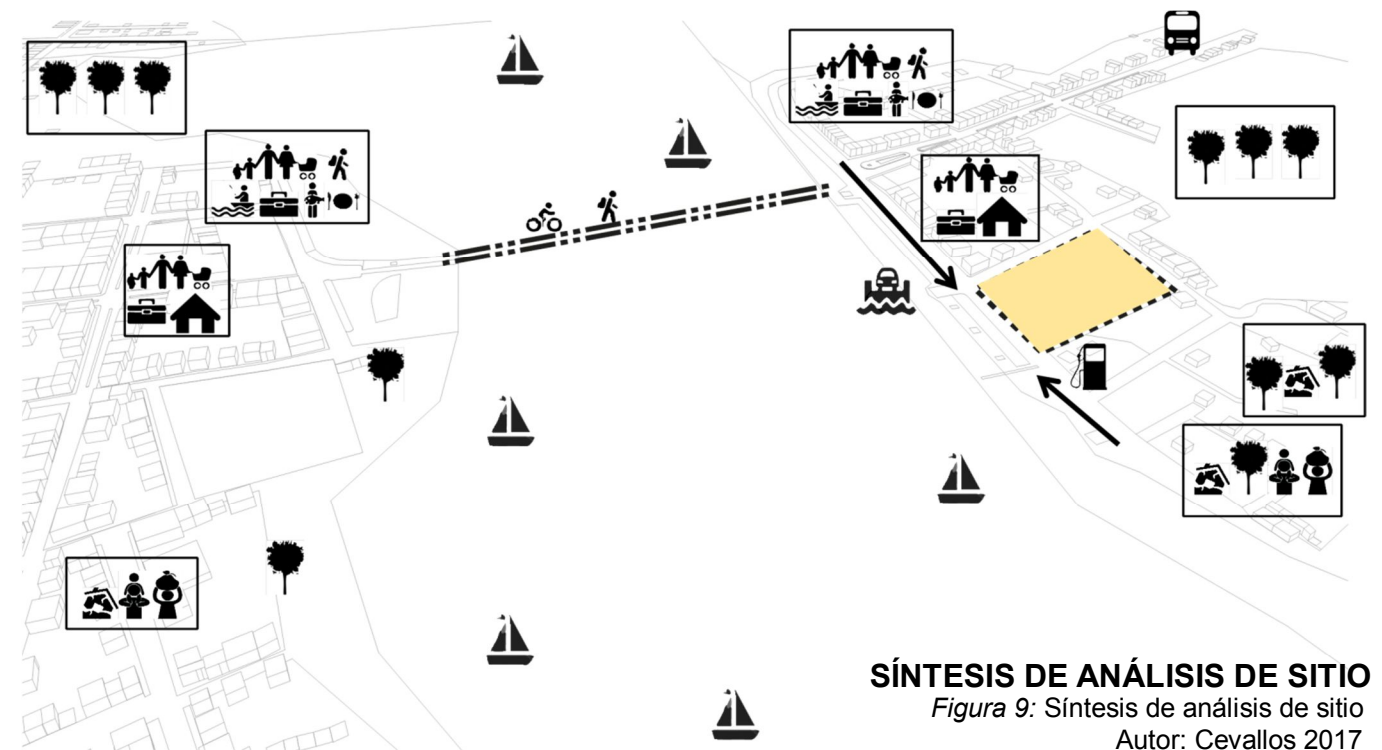 SÍNTESIS DE ANÁLISIS DE SITIO
Figura 9: Síntesis de análisis de sitio
Autor: Cevallos 2017